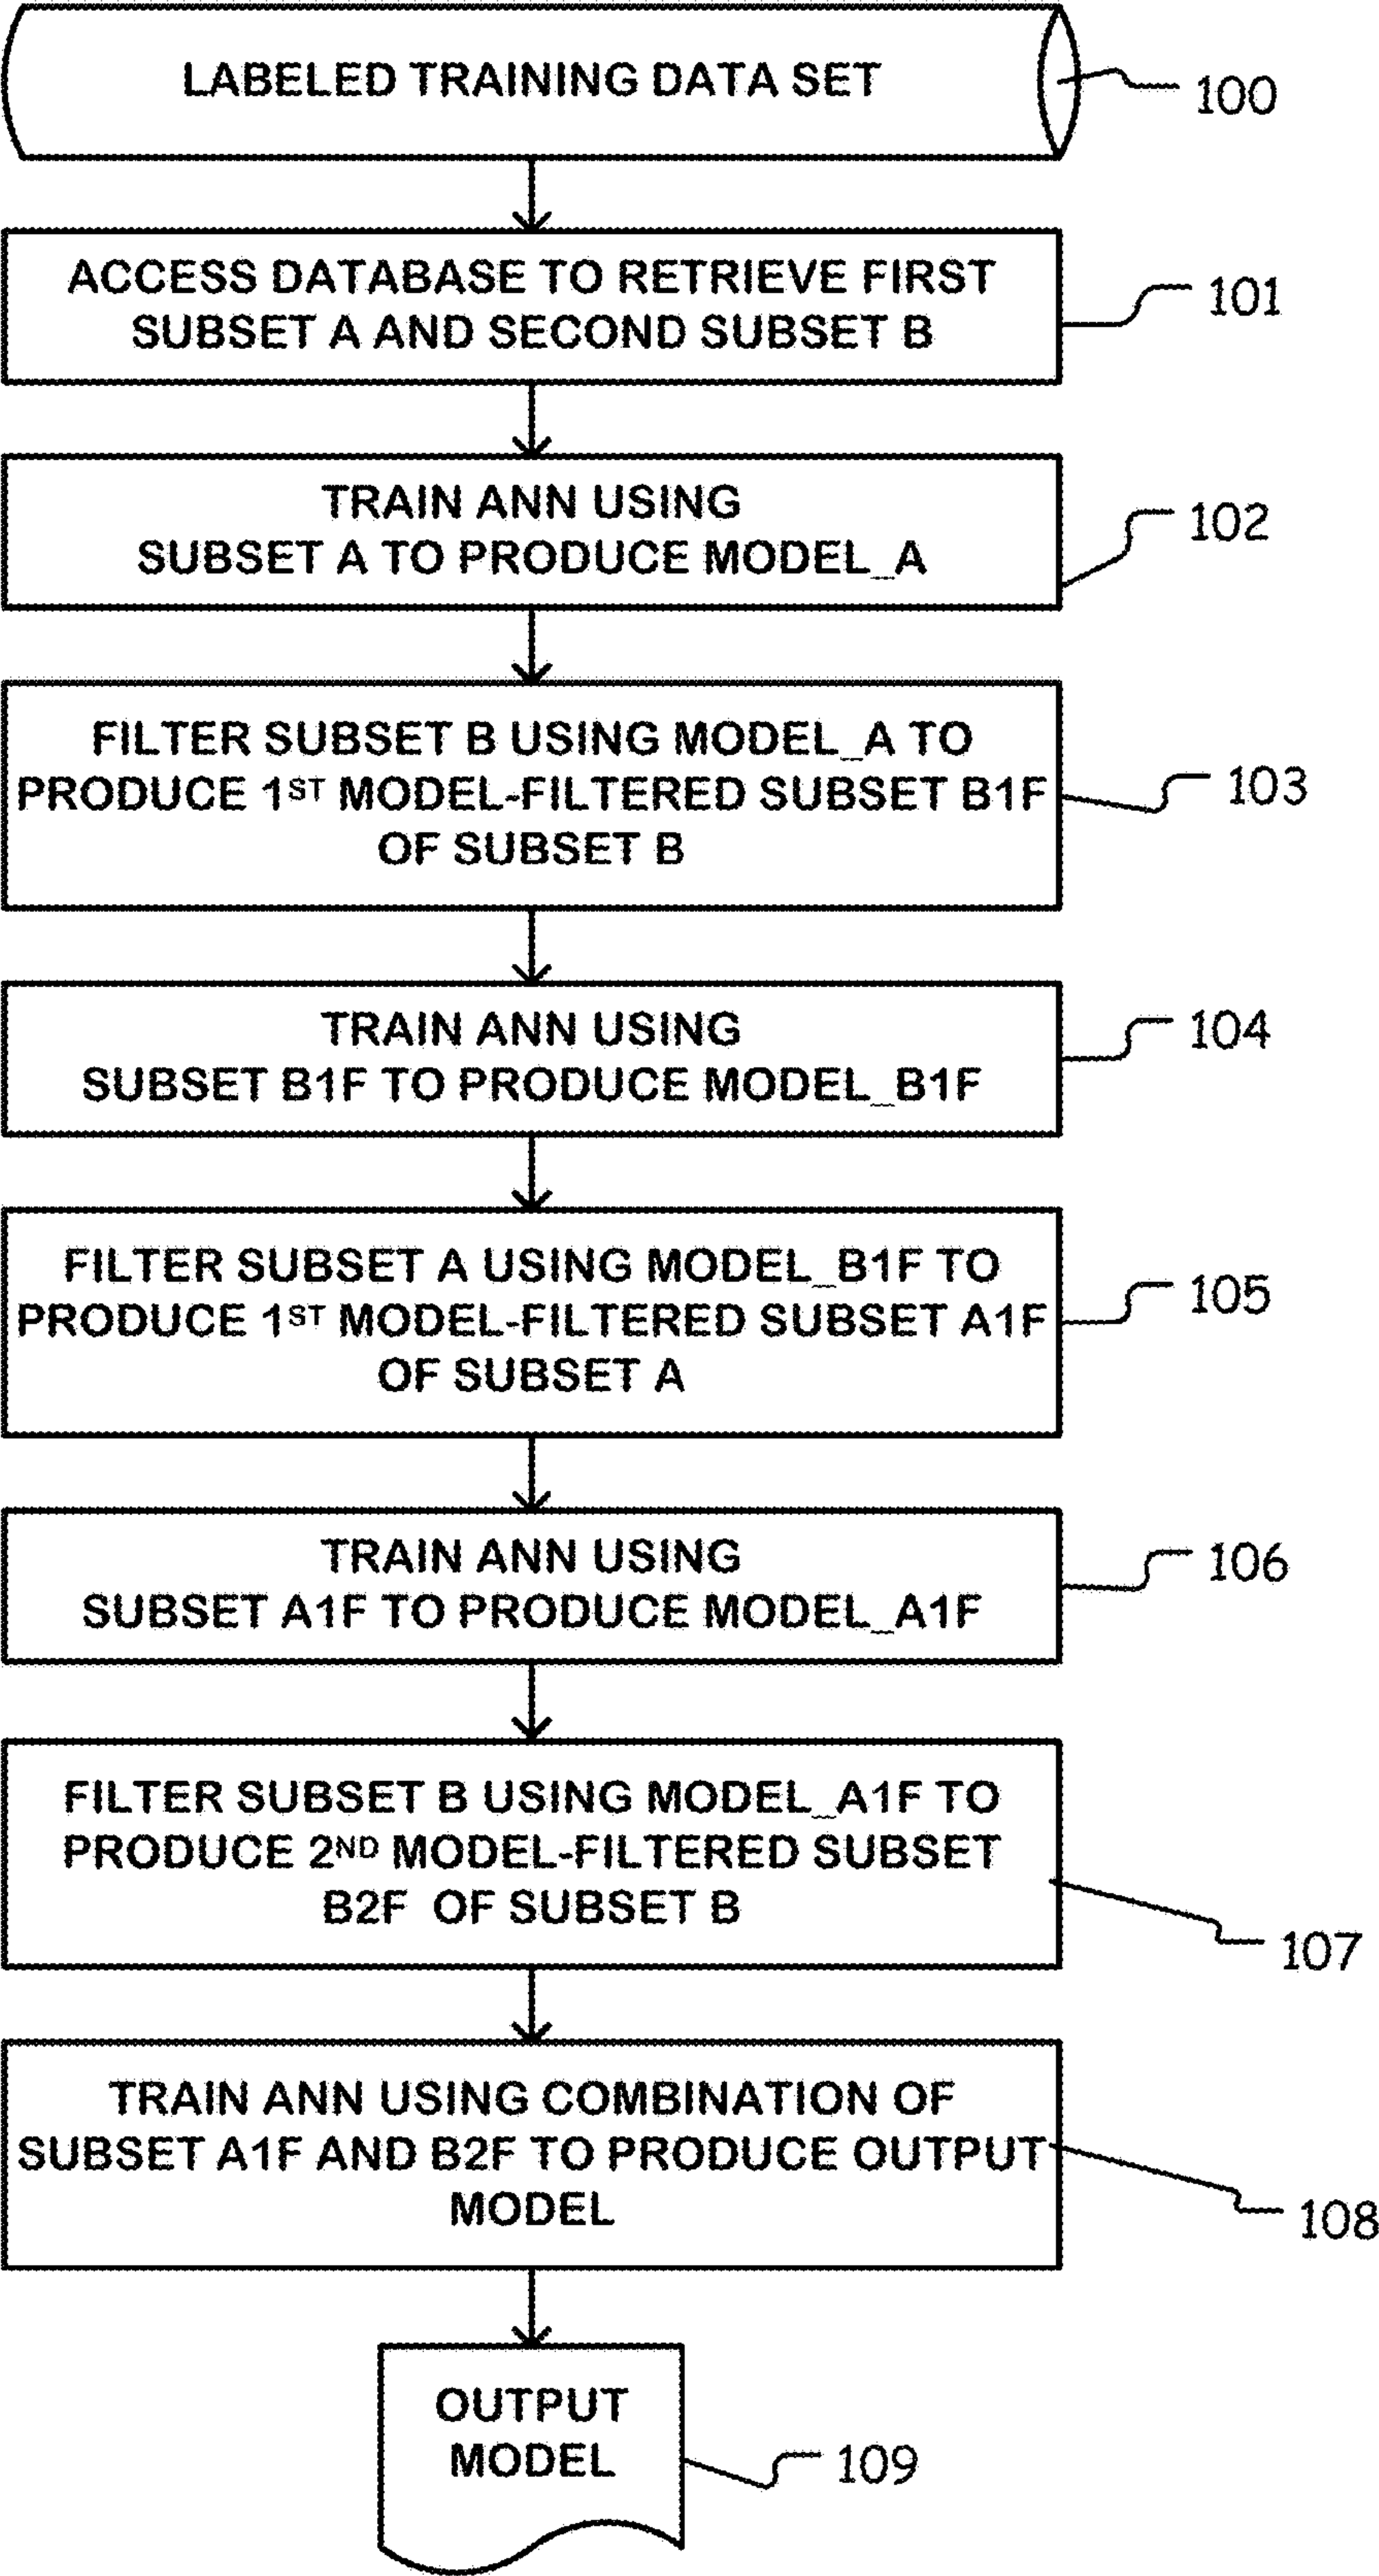 LABELED TRAINING DATA SET
100
ACCESS DATABASE TO RETRIEVE FIRST
SUBSET A AND SECOND SUBSET B
101
TRAIN ANN USING
SUBSET A TO PRODUCE MODEL_A
102
FILTER SUBSET B USING MODEL_A TO
PRODUCE 1ST MODEL-FILTERED SUBSET B1F
OF SUBSET B
103
TRAIN ANN USING
SUBSET B1F TO PRODUCE MODEL_B1F
104
FILTER SUBSET A USING MODEL_B1F TO
PRODUCE 1ST MODEL-FILTERED SUBSET A1F
OF SUBSET A
105
TRAIN ANN USING
SUBSET A1F TO PRODUCE MODEL_A1F
106
FILTER SUBSET B USING MODEL_A1F TO
PRODUCE 2ND MODEL-FILTERED SUBSET
B2F OF SUBSET B
107
TRAIN ANN USING COMBINATION OF
SUBSET A1F AND B2F TO PRODUCE OUTPUT
MODEL
108
OUTPUT
MODEL
109